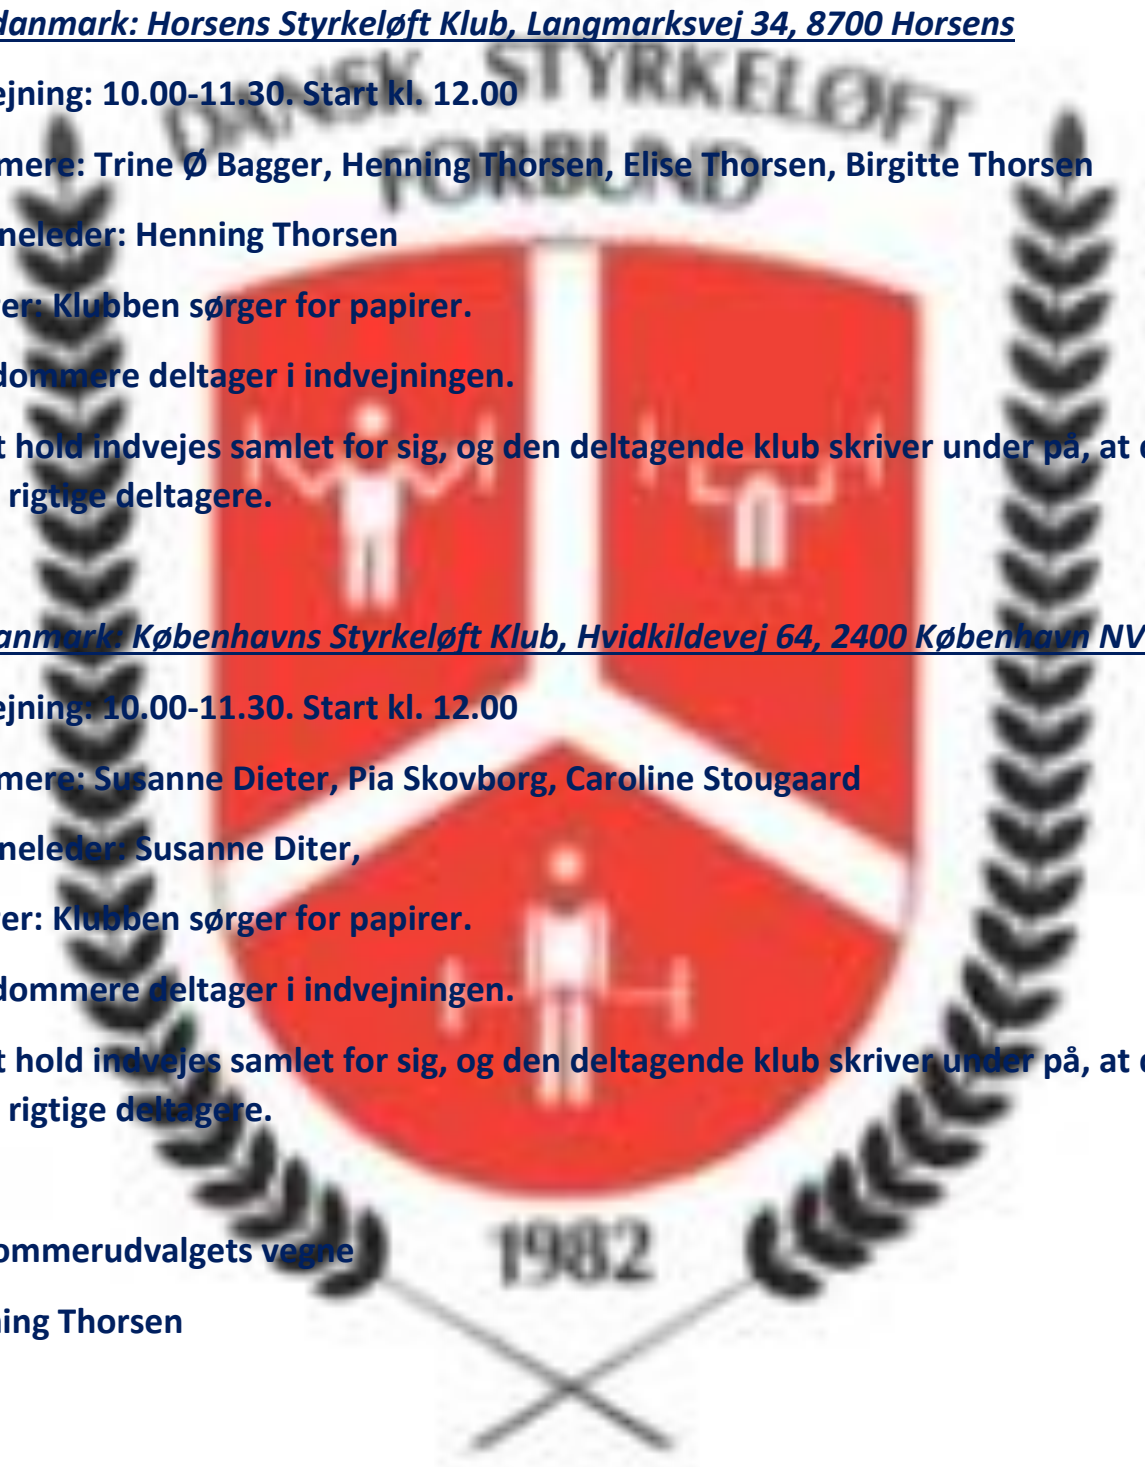 danmark: Horsens Styrkeløft Klub, Langmarksvej 34, 8700 Horsens
DANSK STYRKELØFT
ejning: 10.00-11.30. Start kl. 12.00
FORBUND
mere: Trine Ø Bagger, Henning Thorsen, Elise Thorsen, Birgitte Thorsen
neleder: Henning Thorsen
er: Klubben sørger for papirer.
dommere deltager i indvejningen.
t hold indvejes samlet for sig, og den deltagende klub skriver under på, at d
rigtige deltagere.
anmark: Københavns Styrkeløft Klub, Hvidkildevej 64, 2400 København NV
ejning: 10.00-11.30. Start kl. 12.00
mere: Susanne Dieter, Pia Skovborg, Caroline Stougaard
neleder: Susanne Diter,
er: Klubben sørger for papirer.
dommere deltager i indvejningen.
t hold indvejes samlet for sig, og den deltagende klub skriver under på, at d
rigtige deltagere.
1982
ommerudvalgets vegne
ning Thorsen